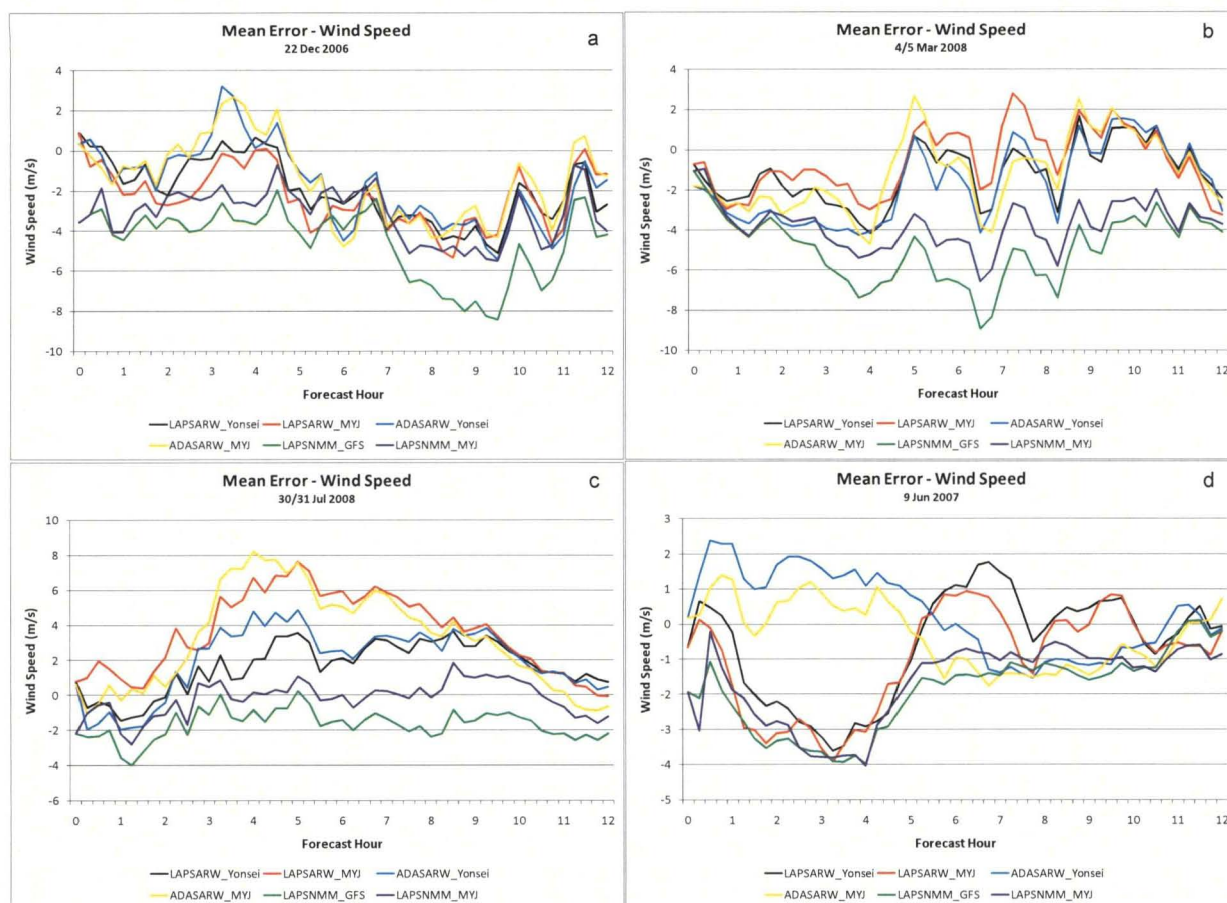 Mean Error - Wind Speed
22 Dec 2006
a
Wind Speed (m/s)
4
2
0
-2
-4
-6
-8
-10
0 1 2 3 4 5 6 7 8 9 10 11 12
Forecast Hour
LAPSARW_Yonsei LAPSARW_MYJ ADASARW_Yonsei
ADASARW_MYJ LAPSNMM_GFS LAPSNMM_MYJ
Mean Error - Wind Speed
4/5 Mar 2008
b
Wind Speed (m/s)
4
2
0
-2
-4
-6
-8
-10
0 1 2 3 4 5 6 7 8 9 10 11 12
Forecast Hour
LAPSARW_Yonsei LAPSARW_MYJ ADASARW_Yonsei
ADASARW_MYJ LAPSNMM_GFS LAPSNMM_MYJ
Mean Error - Wind Speed
30/31 Jul 2008
c
Wind Speed (m/s)
10
8
6
4
2
0
-2
-4
-6
0 1 2 3 4 5 6 7 8 9 10 11 12
Forecast Hour
LAPSARW_Yonsei LAPSARW_MYJ ADASARW_Yonsei
ADASARW_MYJ LAPSNMM_GFS LAPSNMM_MYJ
Mean Error - Wind Speed
9 Jun 2007
d
Wind Speed (m/s)
3
2
1
0
-1
-2
-3
-4
-5
0 1 2 3 4 5 6 7 8 9 10 11 12
Forecast Hour
LAPSARW_Yonsei LAPSARW_MYJ ADASARW_Yonsei
ADASARW_MYJ LAPSNMM_GFS LAPSNMM_MYJ